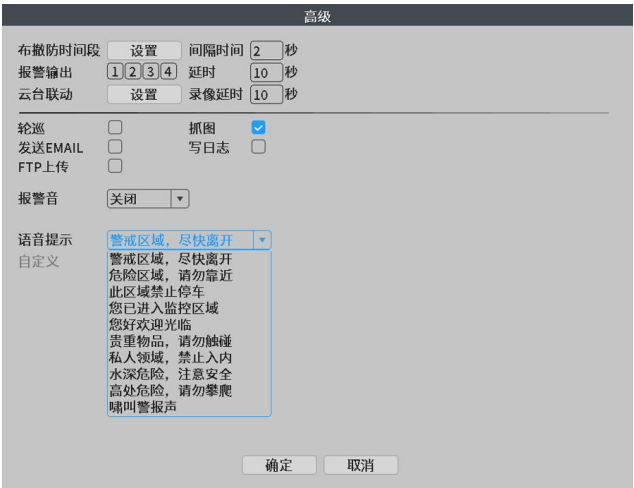 高级
布撤防时间段 设置 间隔时间 2 秒
报警输出 1 2 3 4 延时 10 秒
云台联动 设置 录像延时 10 秒
轮巡 抓图
发送EMAIL 写日志
FTP上传
报警音 关闭
语音提示 警戒区域，尽快离开
自定义 警戒区域，尽快离开
危险区域，请勿靠近
此区域禁止停车
您已进入监控区域
您好欢迎光临
贵重物品，请勿触碰
私人领域，禁止入内
水深危险，注意安全
高处危险，请勿攀爬
啸叫警报声
确定 取消